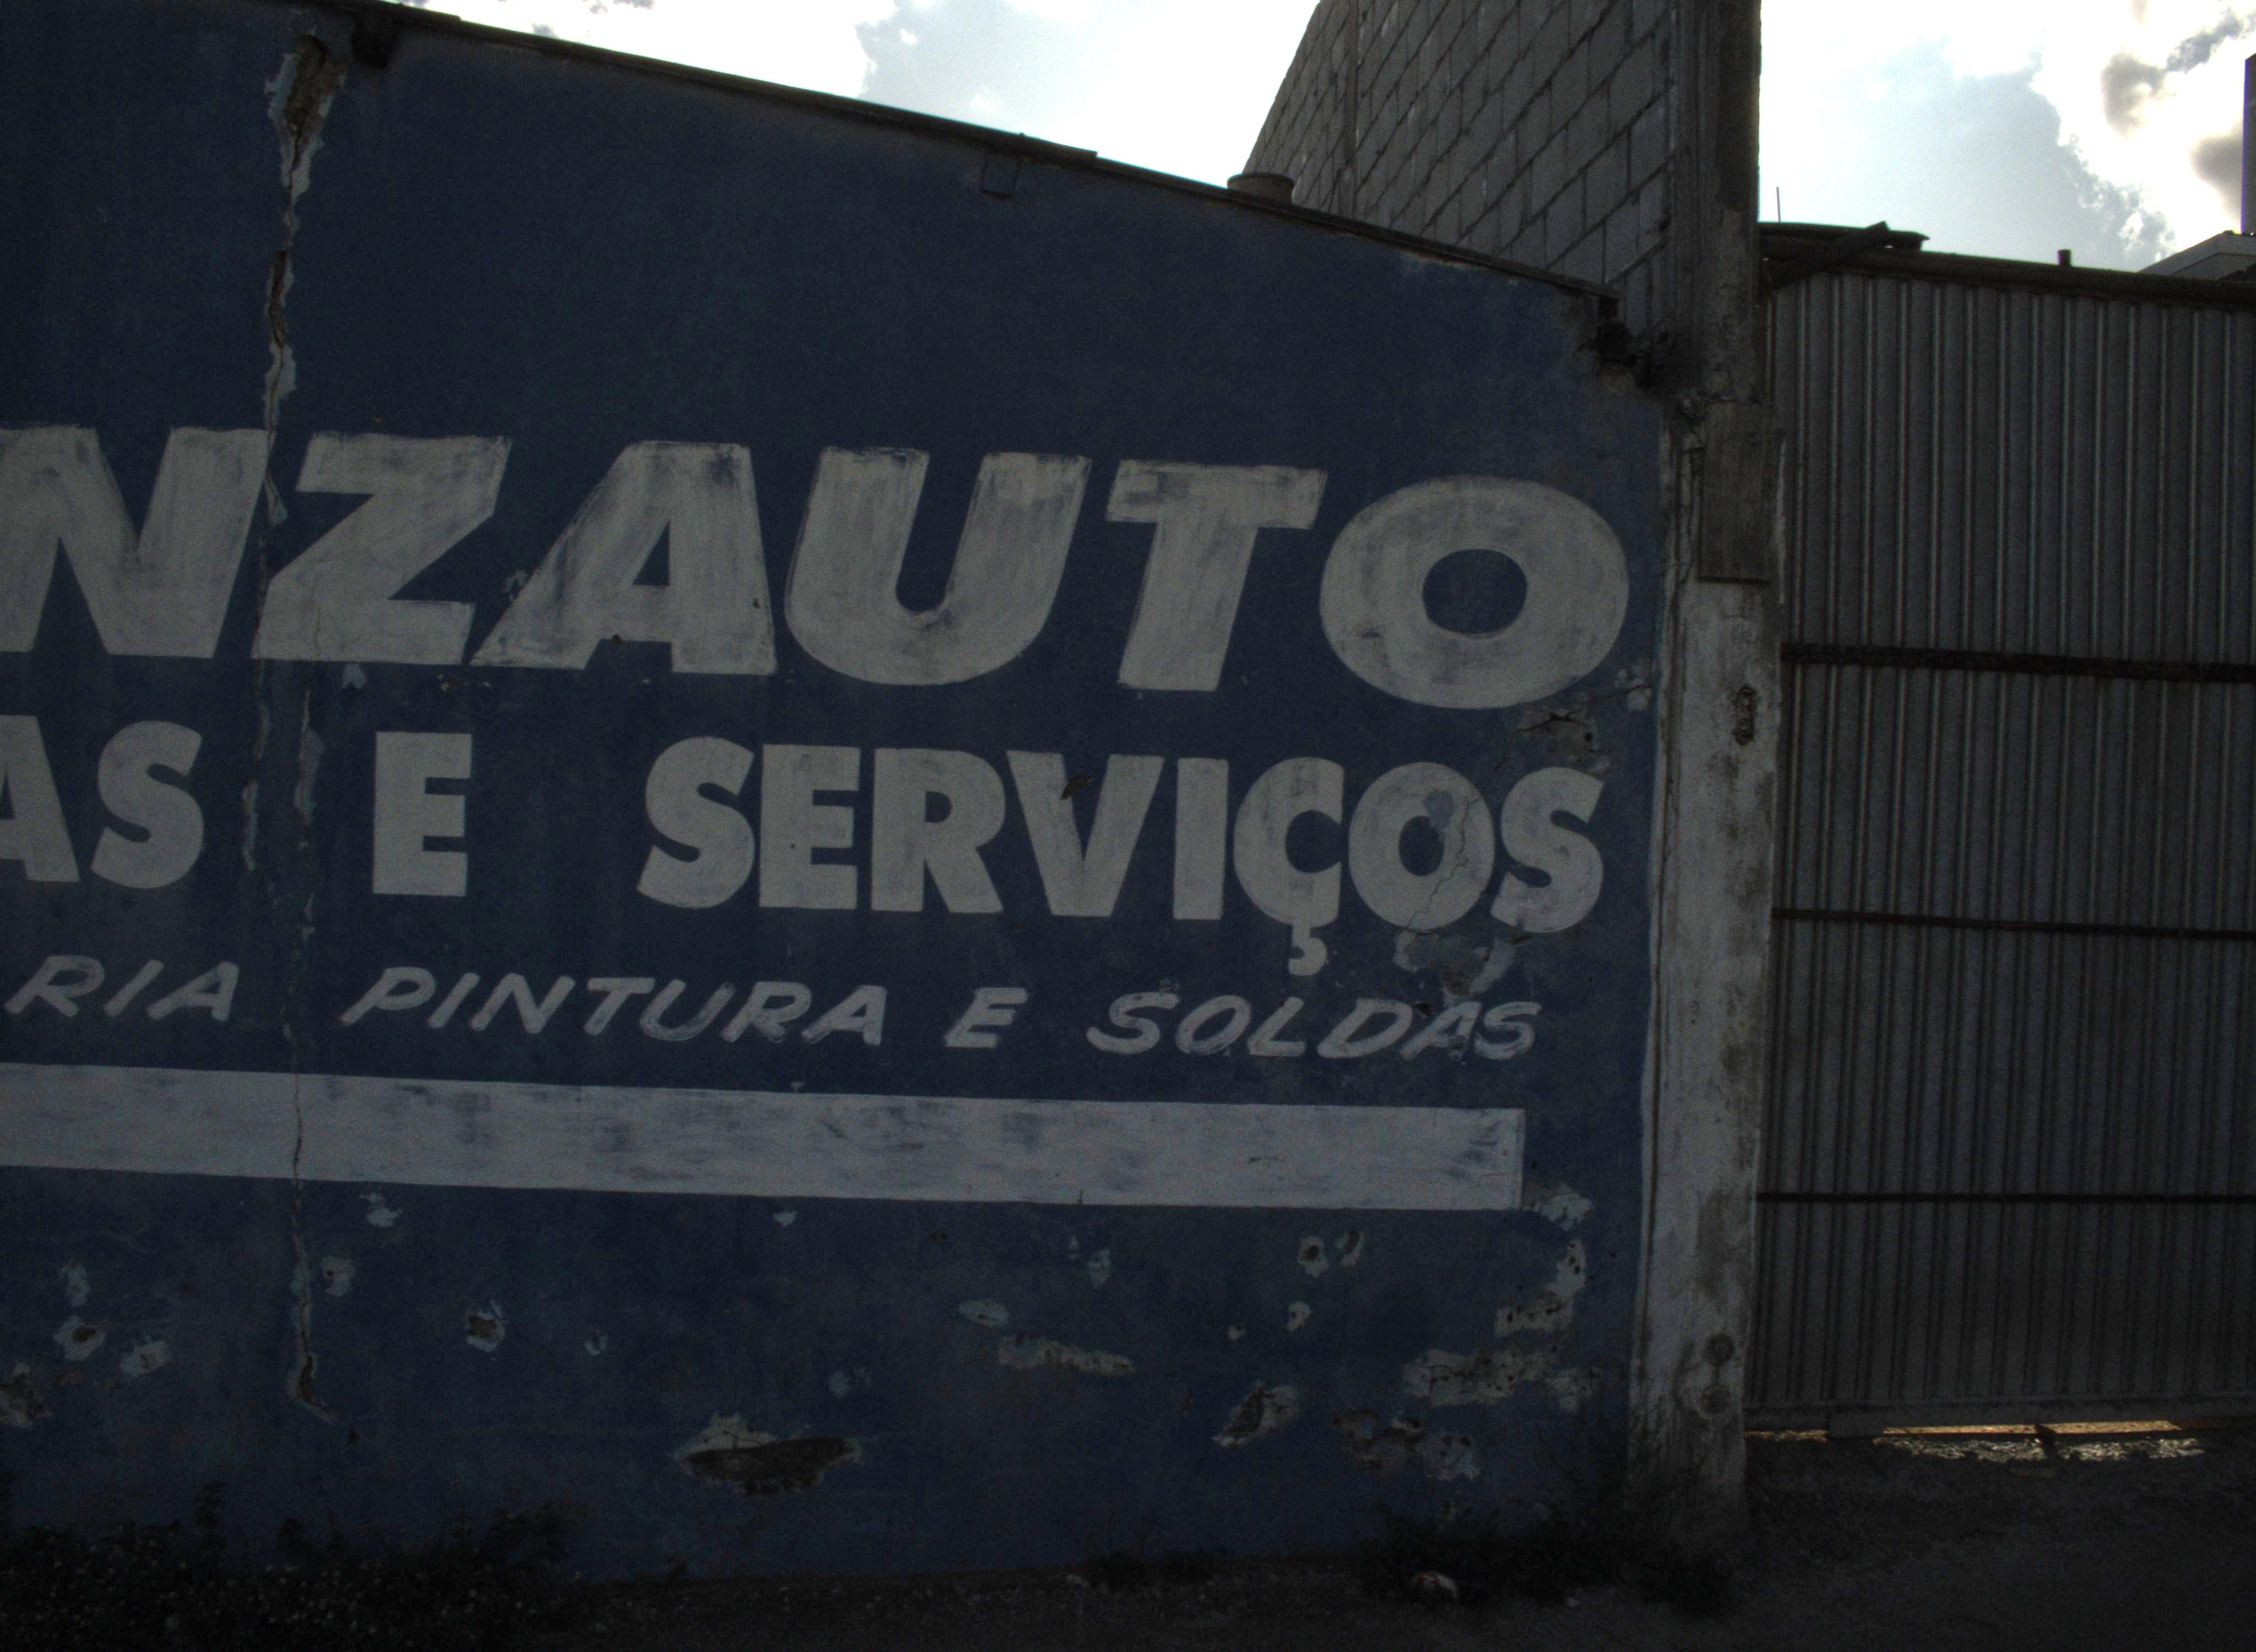 NZAUTO
AS E SERVIÇOS
RIA PINTURA E SOLDAS